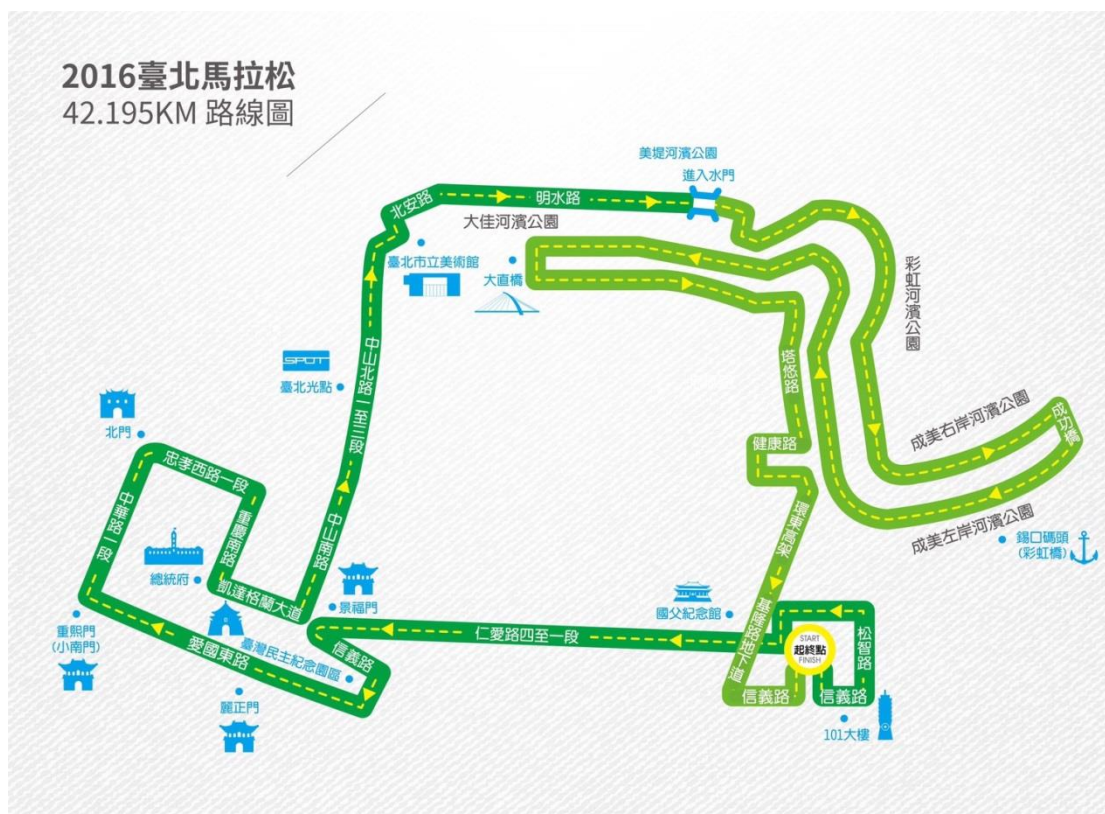 2016臺北馬拉松
42.195KM 路線圖
美堤河濱公園
進入水門
北安路
明水路
大佳河濱公園
臺北市立美術館
大直橋
彩虹河濱公園
SPOT
臺北光點
中山北路一至三段
塔悠路
北門
成美右岸河濱公園
成功橋
健康路
忠孝西路一段
中華路一段
重慶南路
中山南路
環東高架
成美左岸河濱公園
錫口碼頭
(彩虹橋)
總統府
凱達格蘭大道
景福門
國父紀念館
基隆路地下道
重熙門
(小南門)
愛國東路
臺灣民主紀念園區
信義路
仁愛路四至一段
START
起終點
FINISH
松智路
麗正門
信義路
信義路
101大樓